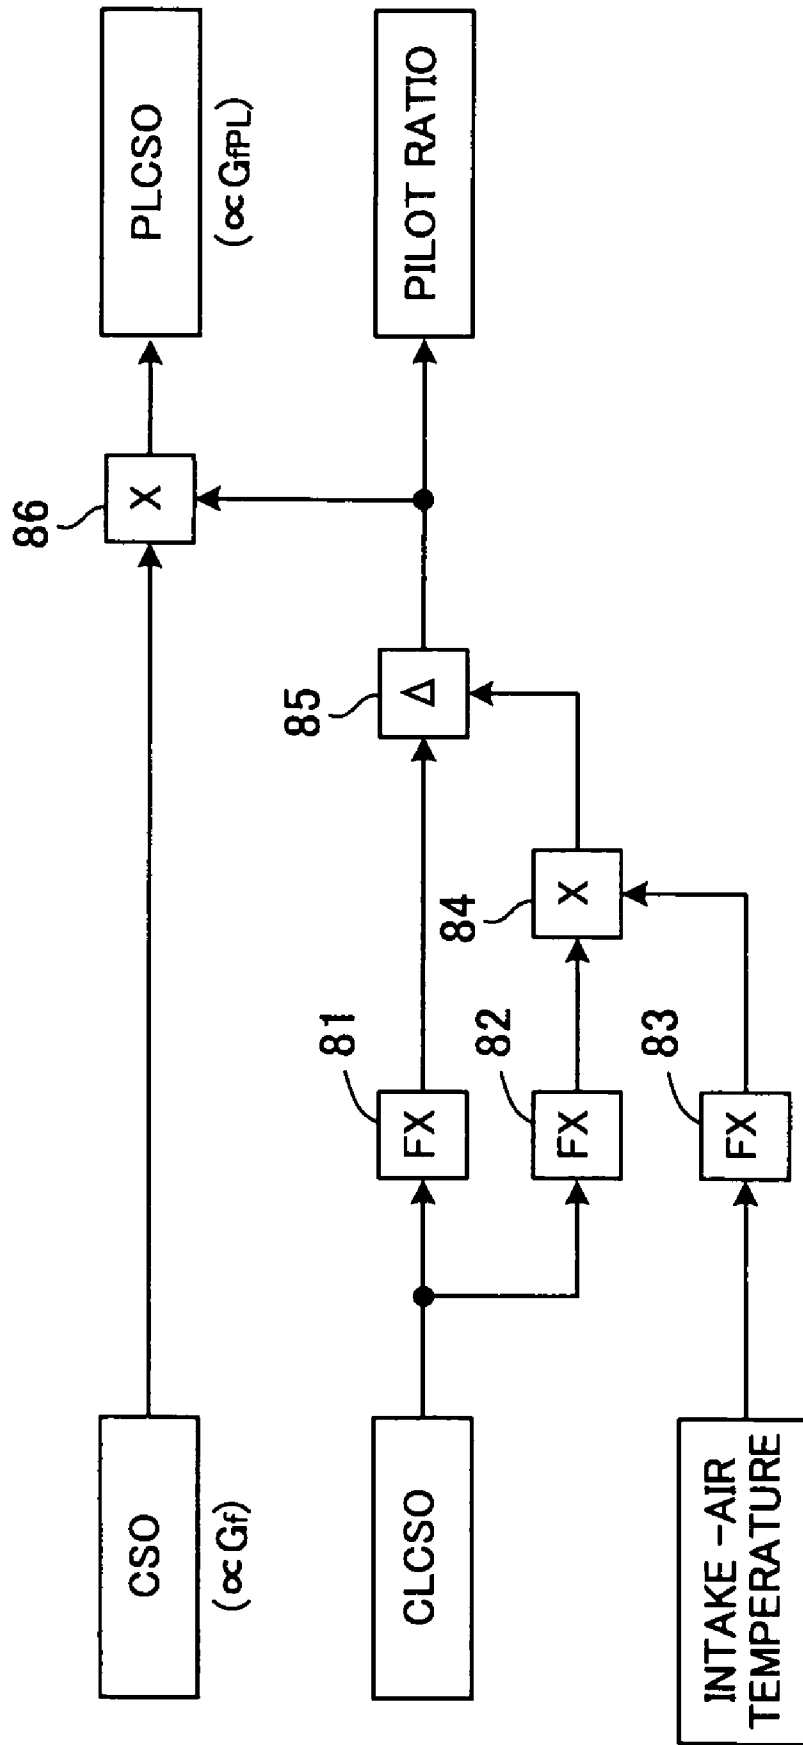 CSO
(∝Gf)
86
X
PLCSO
(∝GfPL)
CLCSO
81
FX
85
Δ
PILOT RATIO
82
FX
84
X
INTAKE -AIR
TEMPERATURE
83
FX